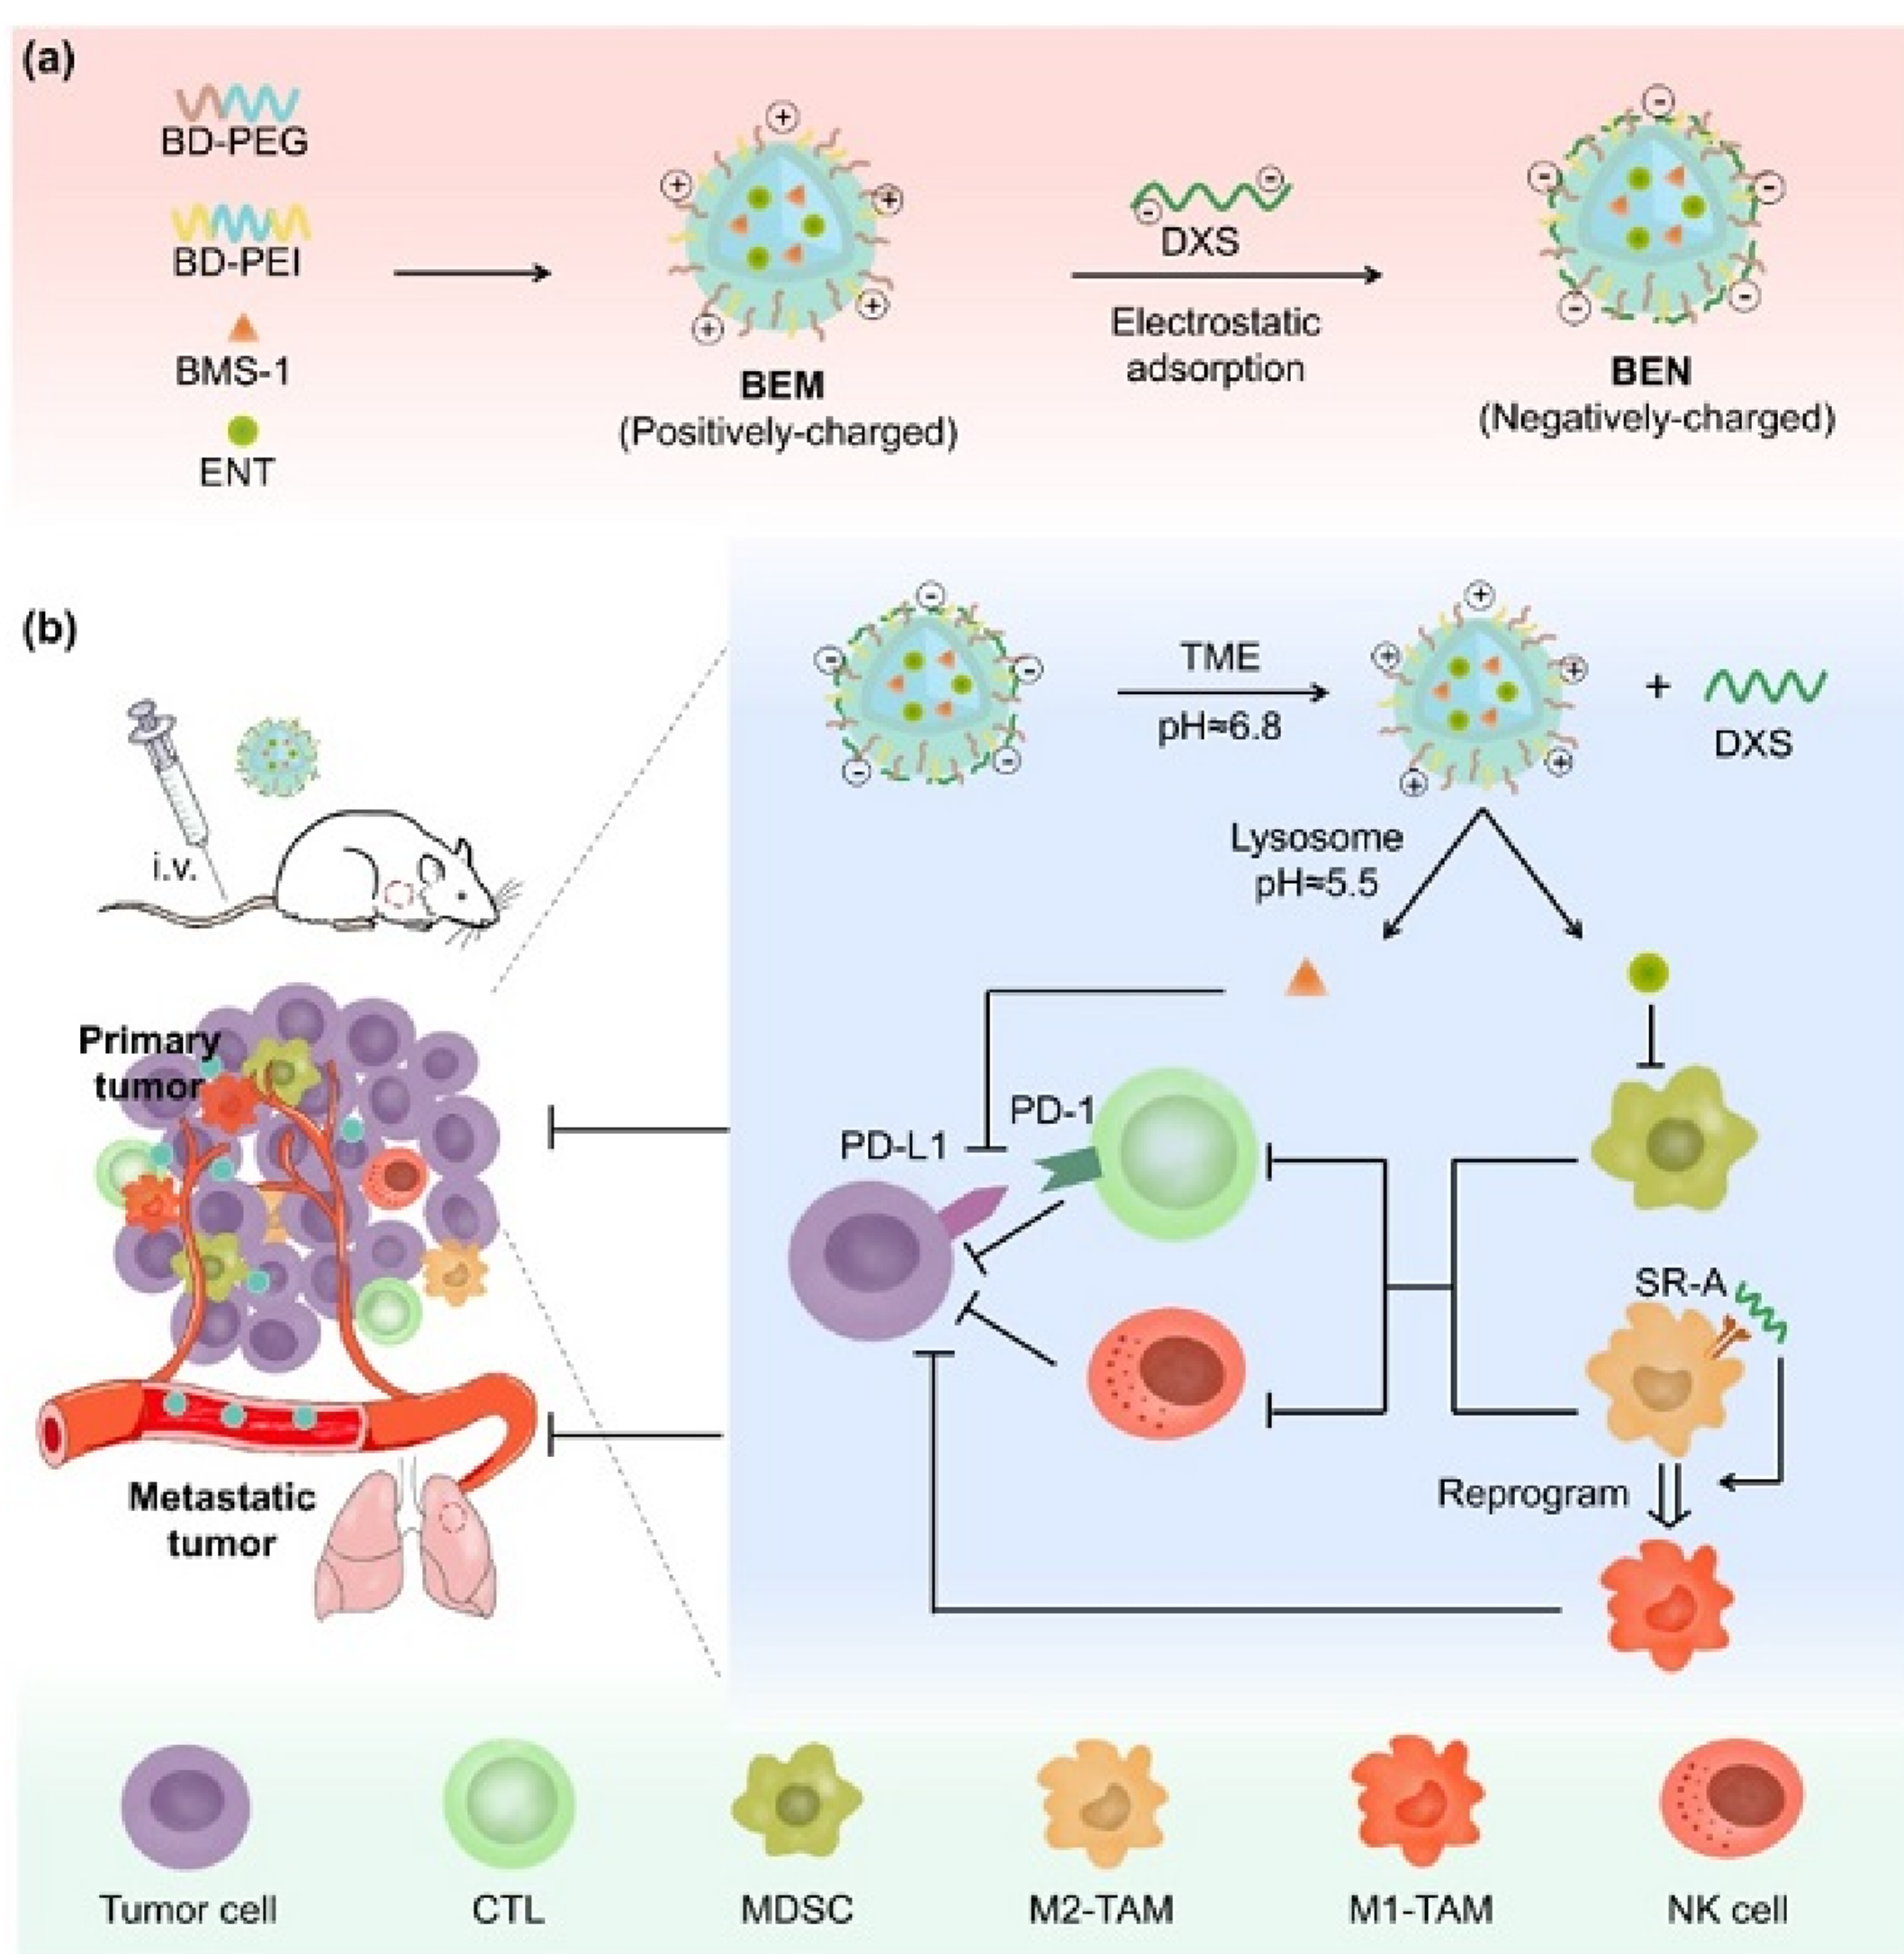 (a)
BD-PEG
BD-PEI
BMS-1
ENT
BEM
(Positively-charged)
DXS
Electrostatic
adsorption
BEN
(Negatively-charged)
(b)
i.v.
Primary
tumor
Metastatic
tumor
TME
pH≈6.8
+
DXS
Lysosome
pH≈5.5
PD-1
PD-L1
SR-A
Reprogram
Tumor cell
CTL
MDSC
M2-TAM
M1-TAM
NK cell